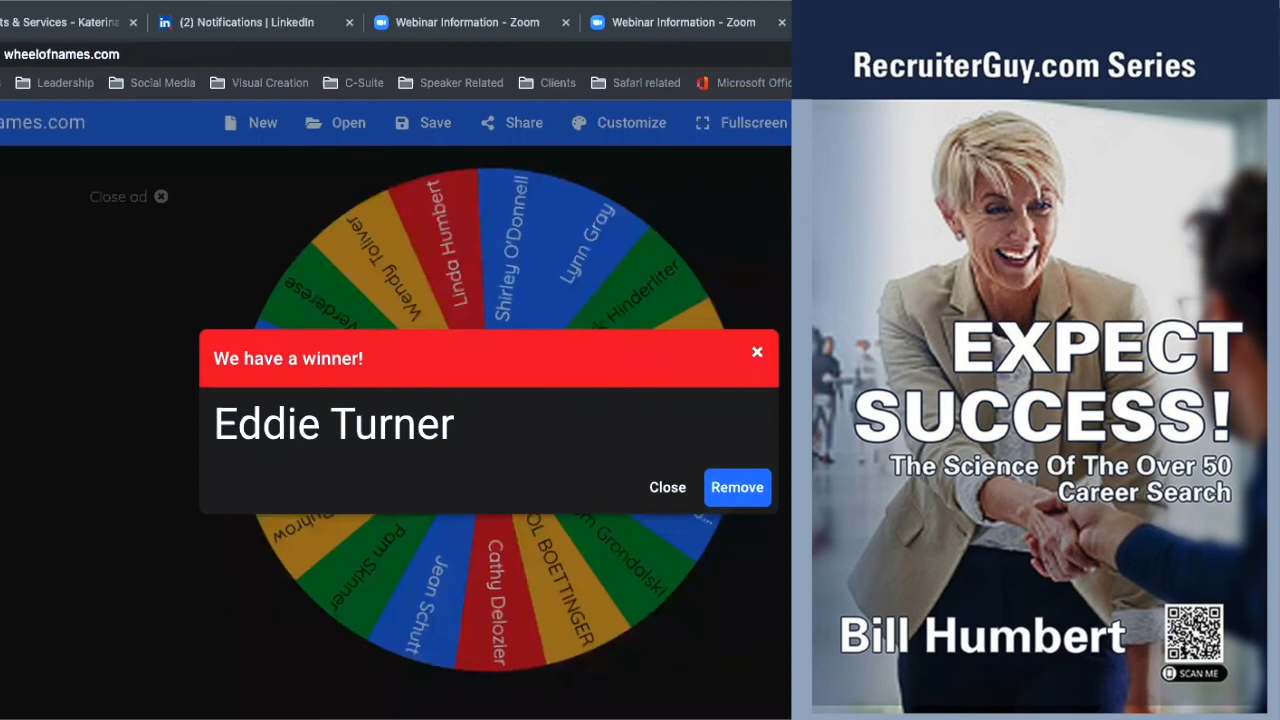 ts & Services - Katerina
(2) Notifications | LinkedIn
Webinar Information - Zoom
Webinar Information - Zoom
wheelofnames.com
Leadership
Social Media
Visual Creation
C-Suite
Speaker Related
Clients
Safari related
Microsoft Offic
ames.com
New
Open
Save
Share
Customize
Fullscreen
Close ad
Verderese
Wendy Toliver
Linda Humbert
Shirley O'Donnell
Lynn Gray
rk Hinderliter
We have a winner!
Eddie Turner
Close
Remove
Pam Skinner
Jean Schutt
Cathy Delozier
OL BOETTINGER
om Grondalski
RecruiterGuy.com Series
EXPECT
SUCCESS!
The Science Of The Over 50
Career Search
Bill Humbert
SCAN ME